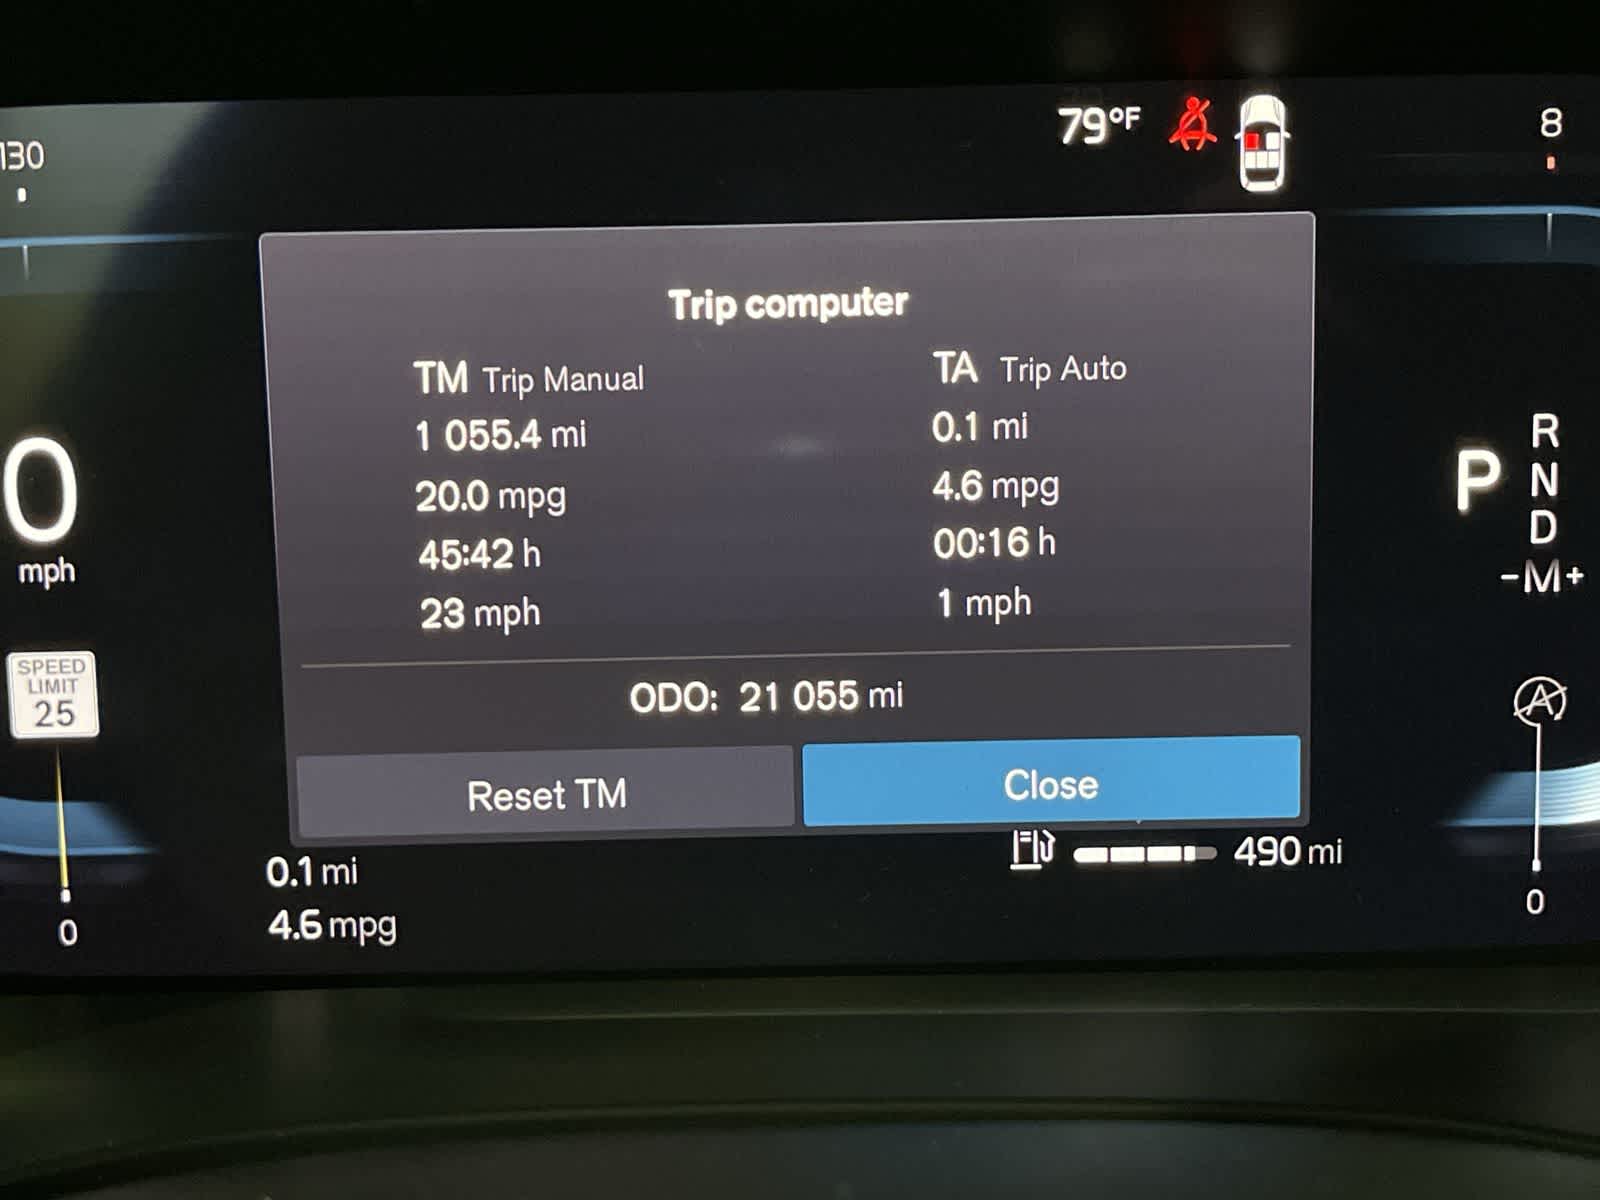 79°F
130
8
Trip computer
TM Trip Manual
1 055.4 mi
20.0 mpg
45:42 h
23 mph
TA Trip Auto
0.1 mi
4.6 mpg
00:16 h
1 mph
ODO: 21 055 mi
Reset TM
Close
0
mph
SPEED
LIMIT
25
0
P
R
N
D
-M+
A
0
0.1 mi
4.6 mpg
490 mi